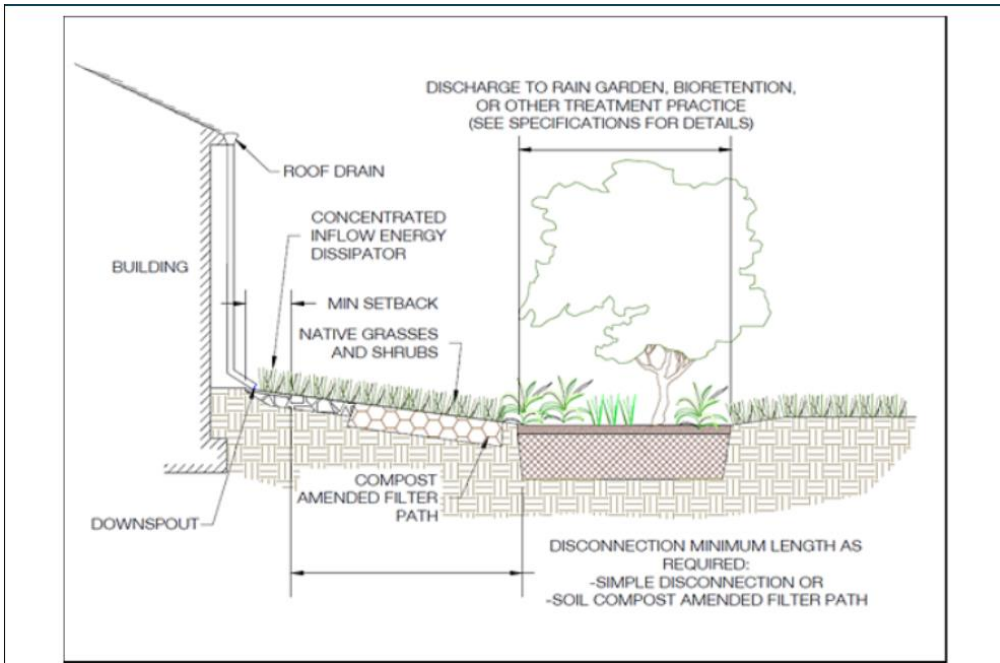 DISCHARGE TO RAIN GARDEN, BIORETENTION,
OR OTHER TREATMENT PRACTICE
(SEE SPECIFICATIONS FOR DETAILS)
ROOF DRAIN
CONCENTRATED
INFLOW ENERGY
DISSIPATOR
BUILDING
MIN SETBACK
NATIVE GRASSES
AND SHRUBS
COMPOST
AMENDED FILTER
PATH
DOWNSPOUT
DISCONNECTION MINIMUM LENGTH AS
REQUIRED:
-SIMPLE DISCONNECTION OR
-SOIL COMPOST AMENDED FILTER PATH